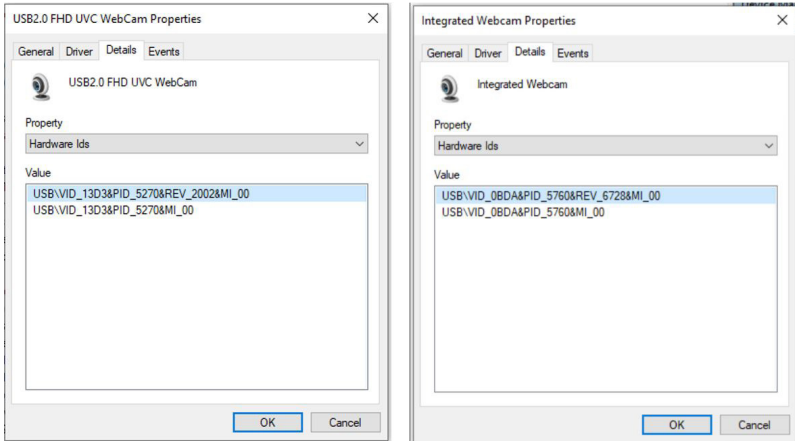 USB2.0 FHD UVC WebCam Properties
General Driver Details Events
USB2.0 FHD UVC WebCam
Property
Hardware Ids
Value
USB\VID_13D3&PID_5270&REV_2002&MI_00
USB\VID_13D3&PID_5270&MI_00
OK Cancel
Integrated Webcam Properties
General Driver Details Events
Integrated Webcam
Property
Hardware Ids
Value
USB\VID_0BDA&PID_5760&REV_6728&MI_00
USB\VID_0BDA&PID_5760&MI_00
OK Cancel